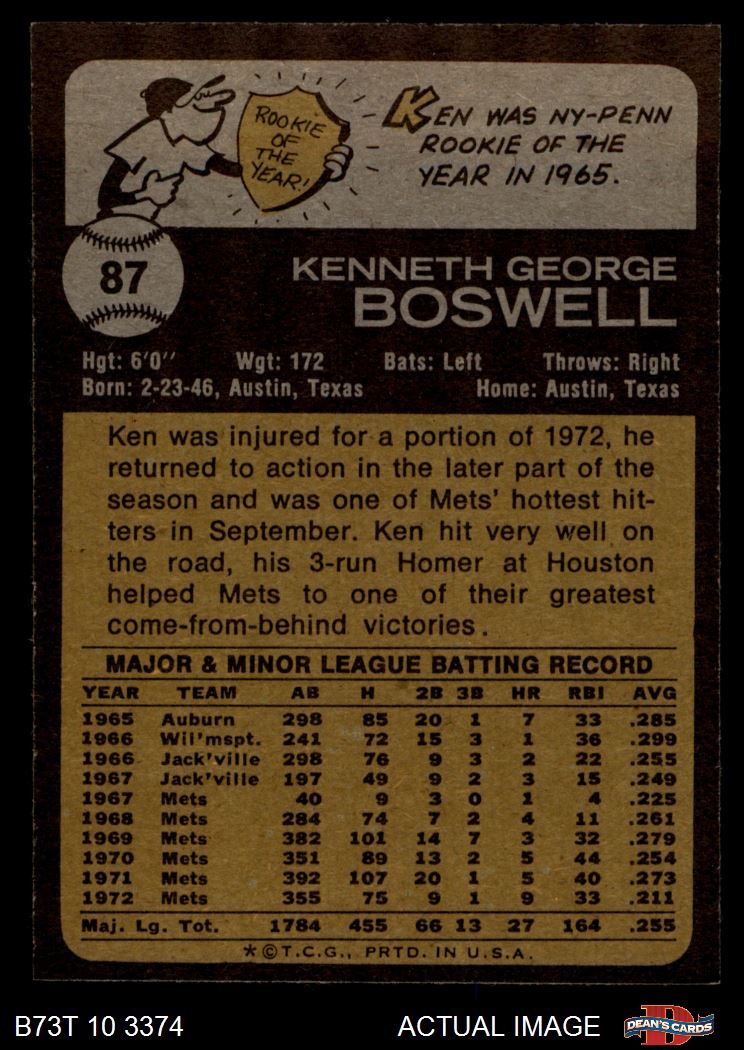 ROOKIE
OF
THE
YEAR!
KEN WAS NY-PENN
ROOKIE OF THE
YEAR IN 1965.
87
KENNETH GEORGE
BOSWELL
Hgt: 6'0" Wgt: 172 Bats: Left Throws: Right
Born: 2-23-46, Austin, Texas Home: Austin, Texas
Ken was injured for a portion of 1972, he
returned to action in the later part of the
season and was one of Mets' hottest hit-
ters in September. Ken hit very well on
the road, his 3-run Homer at Houston
helped Mets to one of their greatest
come-from-behind victories.
MAJOR & MINOR LEAGUE BATTING RECORD
YEAR TEAM AB H 2B 3B HR RBI AVG
1965 Auburn 298 85 20 1 7 33 .285
1966 Wil'mspt. 241 72 15 3 1 36 .299
1966 Jack'ville 298 76 9 3 2 22 .255
1967 Jack'ville 197 49 9 2 3 15 .249
1967 Mets 40 9 3 0 1 4 .225
1968 Mets 284 74 7 2 4 11 .261
1969 Mets 382 101 14 7 3 32 .279
1970 Mets 351 89 13 2 5 44 .254
1971 Mets 392 107 20 1 5 40 .273
1972 Mets 355 75 9 1 9 33 .211
Maj. Lg. Tot. 1784 455 66 13 27 164 .255
*©T.C.G., PRTD. IN U.S.A.
B73T 10 3374 ACTUAL IMAGE D DEAN'S CARDS